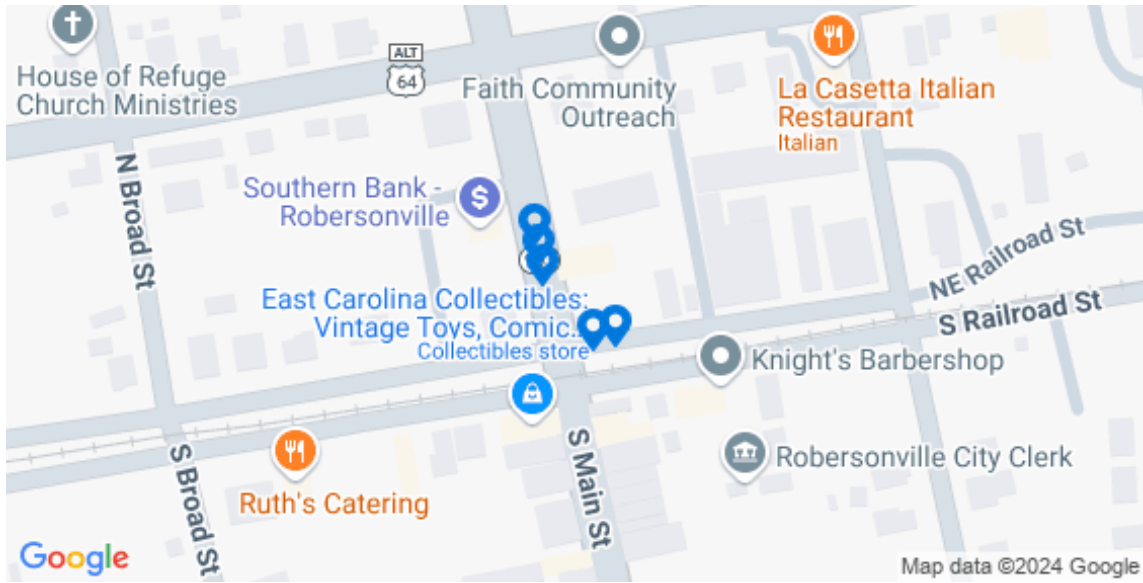 House of Refuge
Church Ministries
ALT
64
Faith Community
Outreach
La Casetta Italian
Restaurant
Italian
N Broad St
Southern Bank -
Robersonville
NE Railroad St
S Railroad St
East Carolina Collectibles:
Vintage Toys, Comic...
Collectibles store
Knight's Barbershop
S Broad St
S Main St
Robersonville City Clerk
Ruth's Catering
Google
Map data ©2024 Google